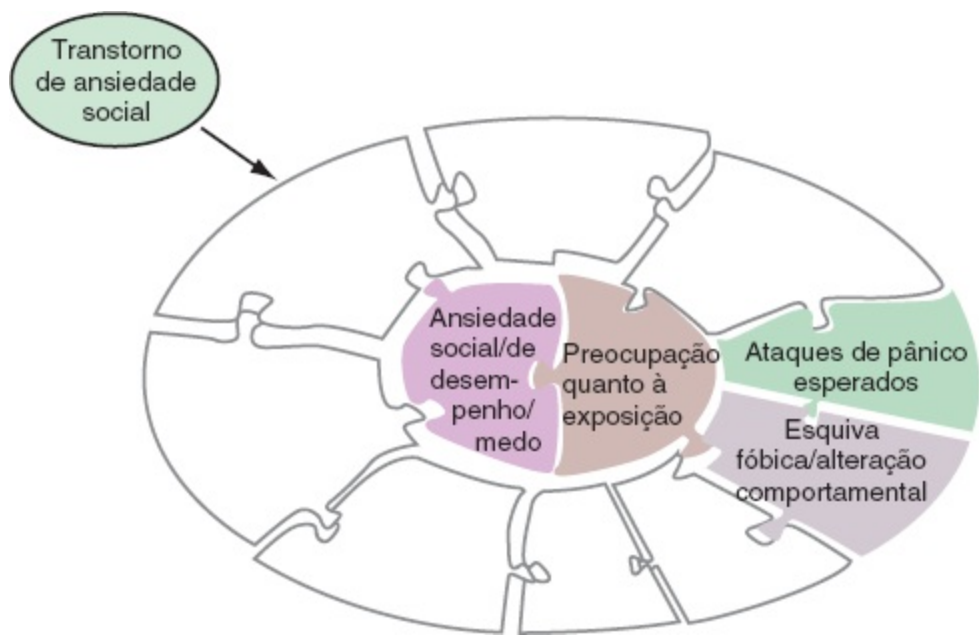 Transtorno
de ansiedade
social
Ansiedade
social/de
desem-
penho/
medo
Preocupação
quanto à
exposição
Ataques de pânico
esperados
Esquiva
fóbica/alteração
comportamental